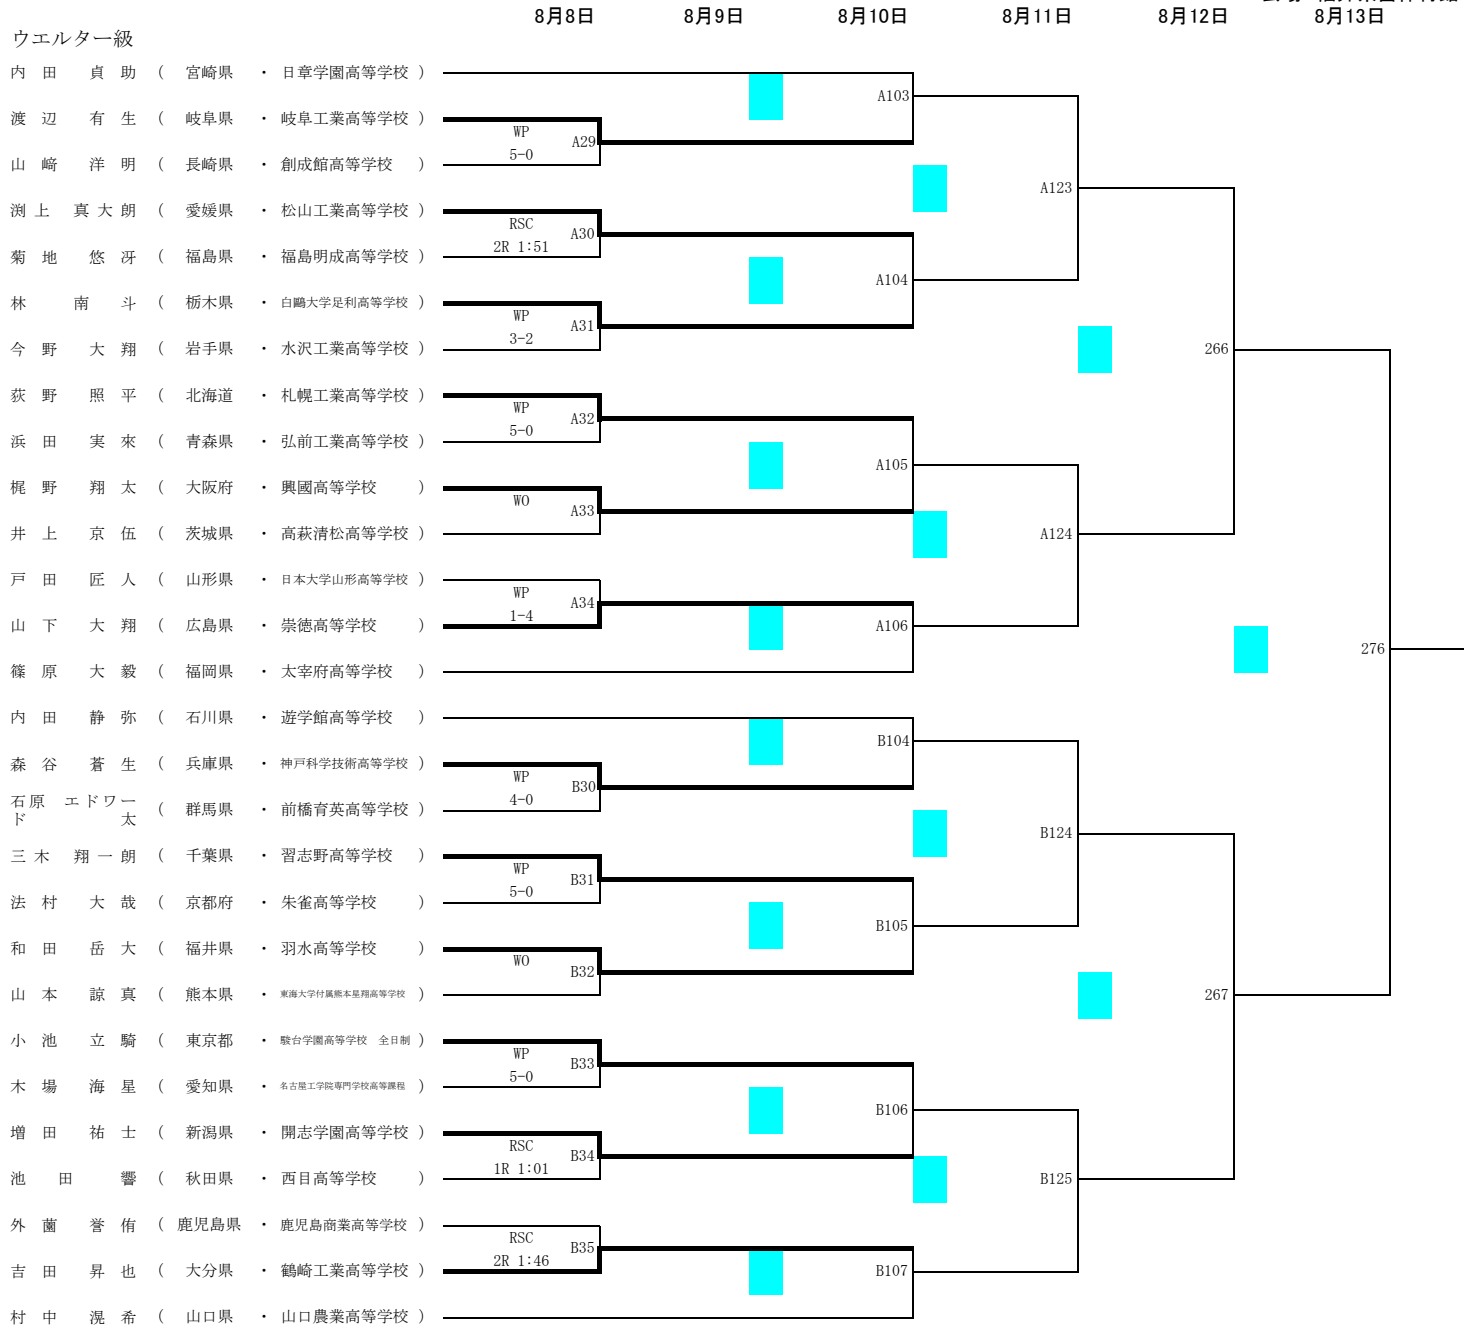 8月8日 8月9日 8月10日 8月11日 8月12日 8月13日
ウエルター級
内田 貞助 ( 宮崎県 ・ 日章学園高等学校 )
A103
渡辺 有生 ( 岐阜県 ・ 岐阜工業高等学校 )
WP
A29
5-0
山﨑 洋明 ( 長崎県 ・ 創成館高等学校 )
A123
渕上 真大朗 ( 愛媛県 ・ 松山工業高等学校 )
RSC
A30
2R 1:51
菊地 悠冴 ( 福島県 ・ 福島明成高等学校 )
A104
林 南斗 ( 栃木県 ・ 白鷗大学足利高等学校 )
WP
A31
3-2
今野 大翔 ( 岩手県 ・ 水沢工業高等学校 )
266
荻野 照平 ( 北海道 ・ 札幌工業高等学校 )
WP
A32
5-0
浜田 実來 ( 青森県 ・ 弘前工業高等学校 )
A105
梶野 翔太 ( 大阪府 ・ 興國高等学校 )
WO
A33
井上 京伍 ( 茨城県 ・ 高萩清松高等学校 )
A124
戸田 匠人 ( 山形県 ・ 日本大学山形高等学校 )
WP
A34
1-4
山下 大翔 ( 広島県 ・ 崇徳高等学校 )
A106
276
篠原 大毅 ( 福岡県 ・ 太宰府高等学校 )
内田 静弥 ( 石川県 ・ 遊学館高等学校 )
B104
森谷 蒼生 ( 兵庫県 ・ 神戸科学技術高等学校 )
WP
B30
4-0
石原 エドワード 太 ( 群馬県 ・ 前橋育英高等学校 )
B124
三木 翔一朗 ( 千葉県 ・ 習志野高等学校 )
WP
B31
5-0
法村 大哉 ( 京都府 ・ 朱雀高等学校 )
B105
和田 岳大 ( 福井県 ・ 羽水高等学校 )
WO
B32
山本 諒真 ( 熊本県 ・ 東海大学付属熊本星翔高等学校 )
267
小池 立騎 ( 東京都 ・ 駿台学園高等学校 全日制 )
WP
B33
5-0
木場 海星 ( 愛知県 ・ 名古屋工学院専門学校高等課程 )
B106
増田 祐士 ( 新潟県 ・ 開志学園高等学校 )
RSC
B34
1R 1:01
池田 響 ( 秋田県 ・ 西目高等学校 )
B125
外薗 誉侑 ( 鹿児島県 ・ 鹿児島商業高等学校 )
RSC
B35
2R 1:46
吉田 昇也 ( 大分県 ・ 鶴崎工業高等学校 )
B107
村中 滉希 ( 山口県 ・ 山口農業高等学校 )